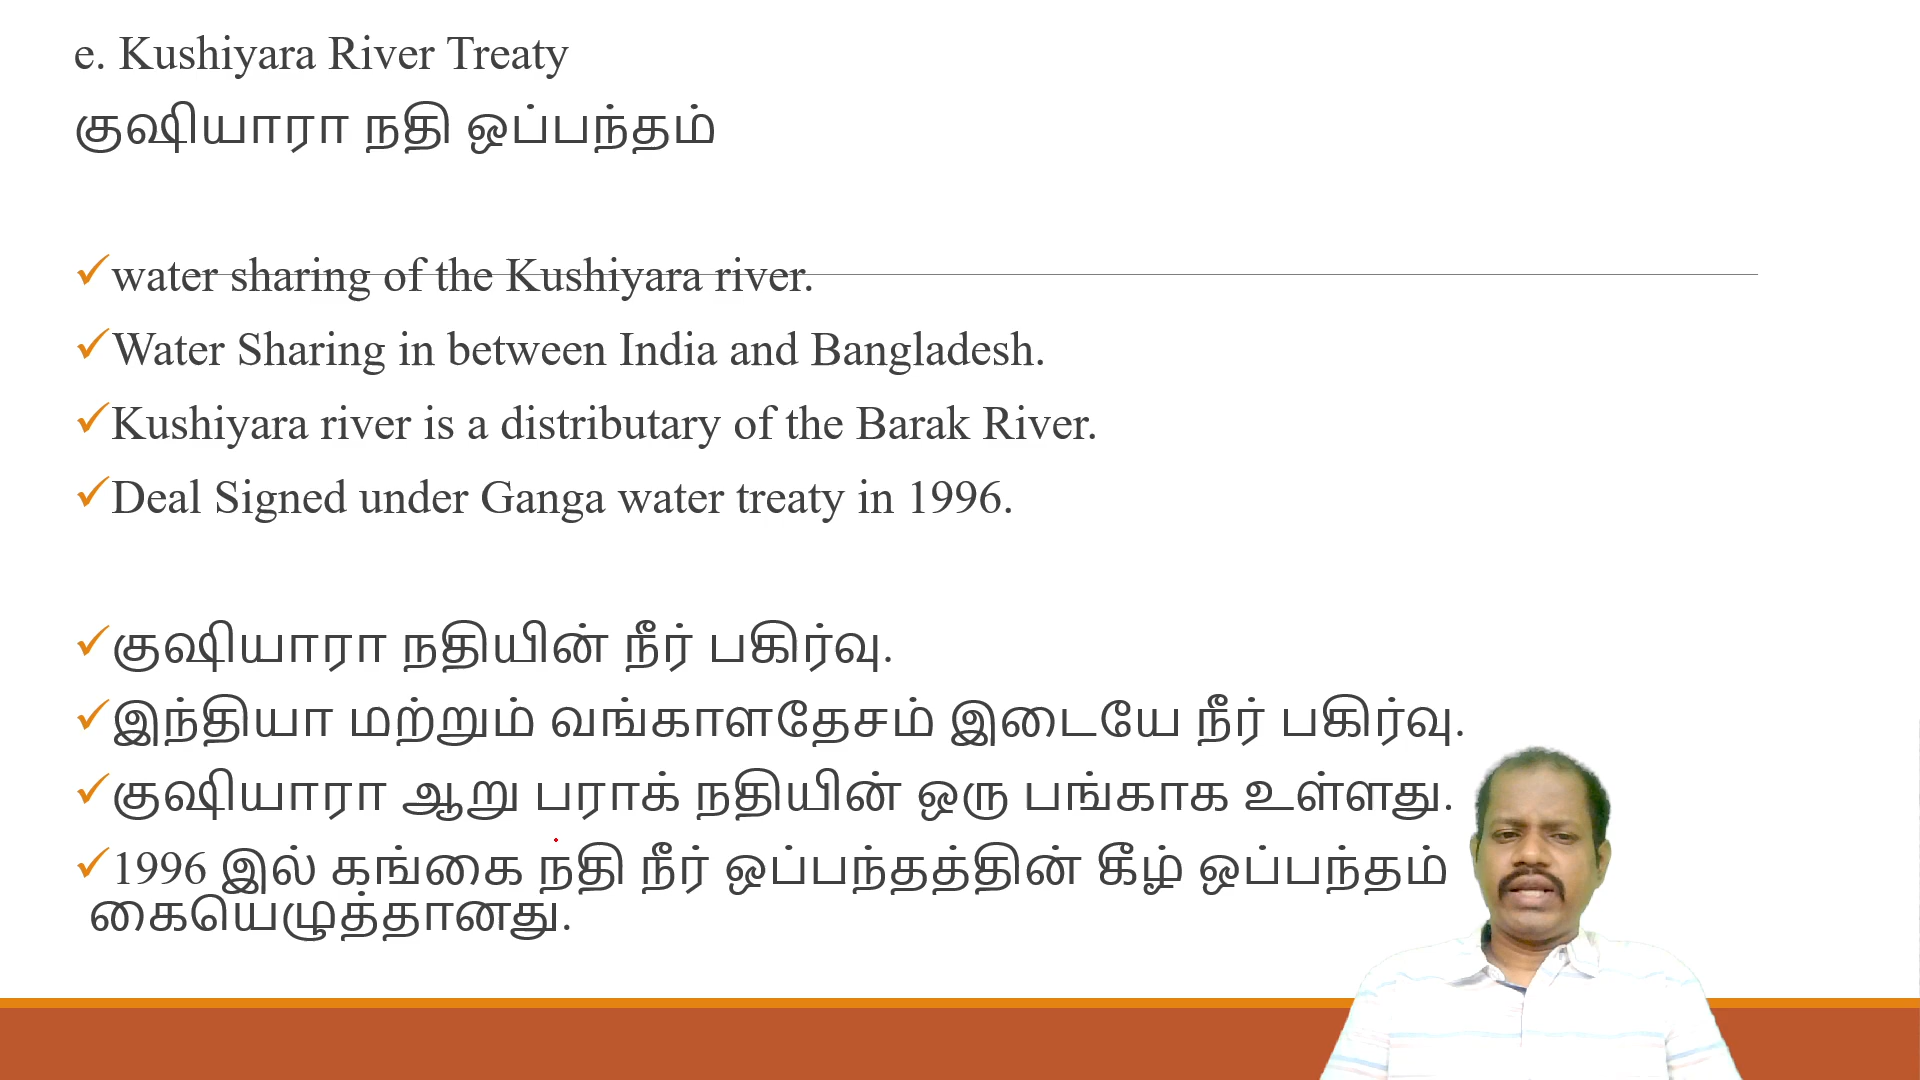 e. Kushiyara River Treaty
குஷியாரா நதி ஒப்பந்தம்
✓water sharing of the Kushiyara river.
✓Water Sharing in between India and Bangladesh.
✓Kushiyara river is a distributary of the Barak River.
✓Deal Signed under Ganga water treaty in 1996.
✓குஷியாரா நதியின் நீர் பகிர்வு.
✓இந்தியா மற்றும் வங்காளதேசம் இடையே நீர் பகிர்வு.
✓குஷியாரா ஆறு பராக் நதியின் ஒரு பங்காக உள்ளது.
✓1996 இல் கங்கை நதி நீர் ஒப்பந்தத்தின் கீழ் ஒப்பந்தம்
கையெழுத்தானது.